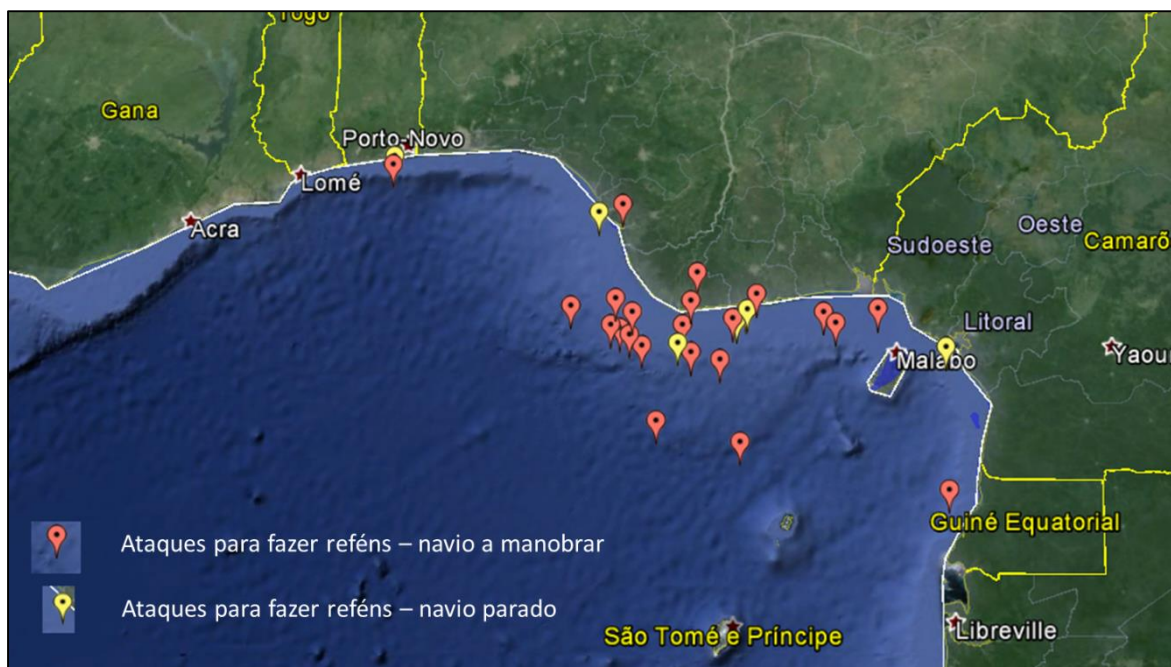 Togo
Gana
Porto-Novo
Lomé
Acra
Oeste
Sudoeste
Camarõ
Litoral
Malabo
Yaour
Guiné Equatorial
Ataques para fazer reféns – navio a manobrar
Ataques para fazer reféns – navio parado
São Tomé e Príncipe
Libreville